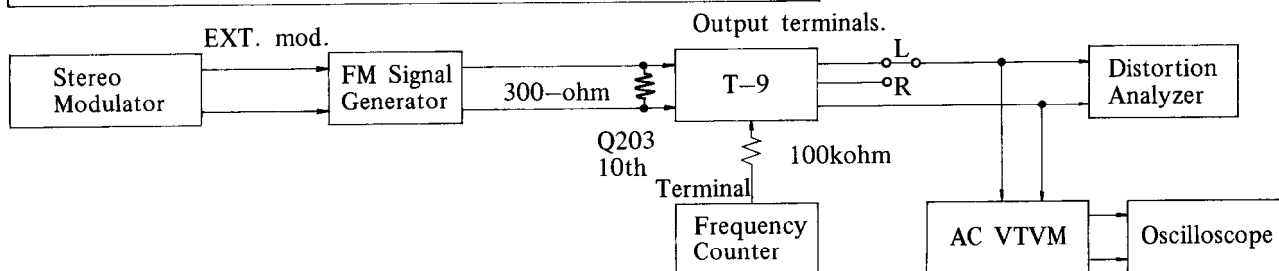 Output terminals.
EXT. mod.
L
Stereo
Modulator
FM Signal
Generator
300-ohm
T-9
R
Distortion
Analyzer
Q203
10th
Terminal
100kohm
Frequency
Counter
AC VTVM
Oscilloscope